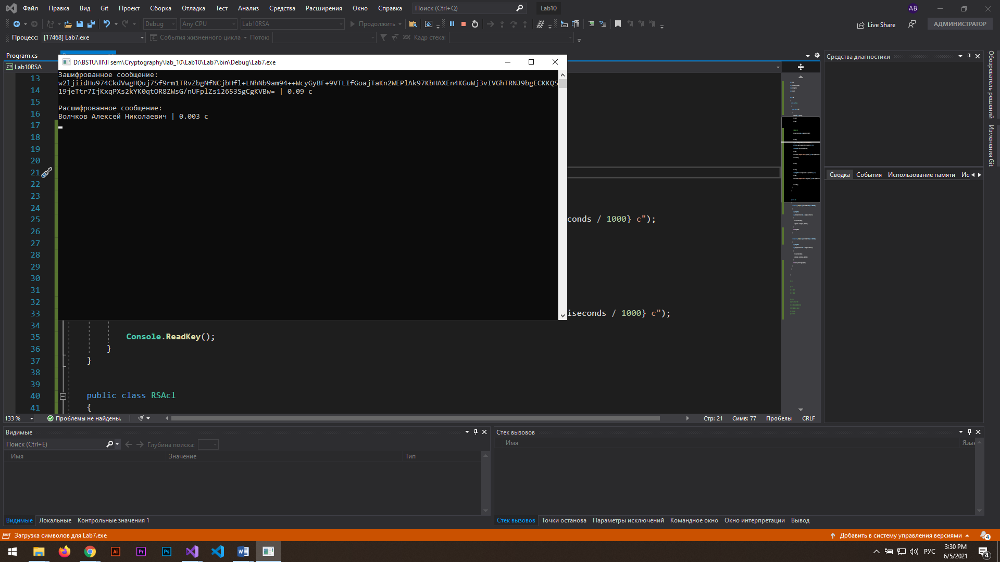 Файл Правка Вид Git Проект Сборка Отладка Тест Анализ Средства Расширения Окно Справка Поиск (Ctrl+Q) Lab10 AB
Debug Any CPU Lab10RSA Продолжить Live Share АДМИНИСТРАТОР
Процесс: [17468] Lab7.exe События жизненного цикла Поток: Кадр стека:
Program.cs
Lab10RSA
D:\BSTU\III\II sem\Cryptography\lab_10\Lab10\Lab7\bin\Debug\Lab7.exe
Зашифрованное сообщение:
w2ljiidHu974CkdVwgHQuj7Sf9rm1TRvZbgNfNCjbHfl+LNhNb9am94++WcyGyBF+9VTLIfGoajTaKn2WEPlAk97KbHAXEn4KGuWj3vIVGhTRNJ9bgECKKQS
19jeTtr7IjKxqPXs2kYK0qtOR8ZWsG/nUFplZs12653SgCgKVBw= | 0.09 с
Расшифрованное сообщение:
Волчков Алексей Николаевич | 0.003 с
13
14
15
16
17
18
19
20
21
22
23
24
25 conds / 1000} c");
26
27
28
29
30
31
32
33 iseconds / 1000} c");
34
35 Console.ReadKey();
36 }
37 }
38
39
40 public class RSAcl
41 {
133 % Проблемы не найдены. Стр: 21 Симв: 77 Пробелы CRLF
Средства диагностики
Сводка События Использование памяти Ис
Обозреватель решений
Изменения Git
Видимые
Поиск (Ctrl+E) Глубина поиска:
Имя Значение Тип
Видимые Локальные Контрольные значения 1
Стек вызовов
Имя Язык
Стек вызовов Точки останова Параметры исключений Командное окно Окно интерпретации Вывод
Загрузка символов для Lab7.exe Добавить в систему управления версиями 4
Ai Pr Ps РУС 3:30 PM
6/5/2021 4